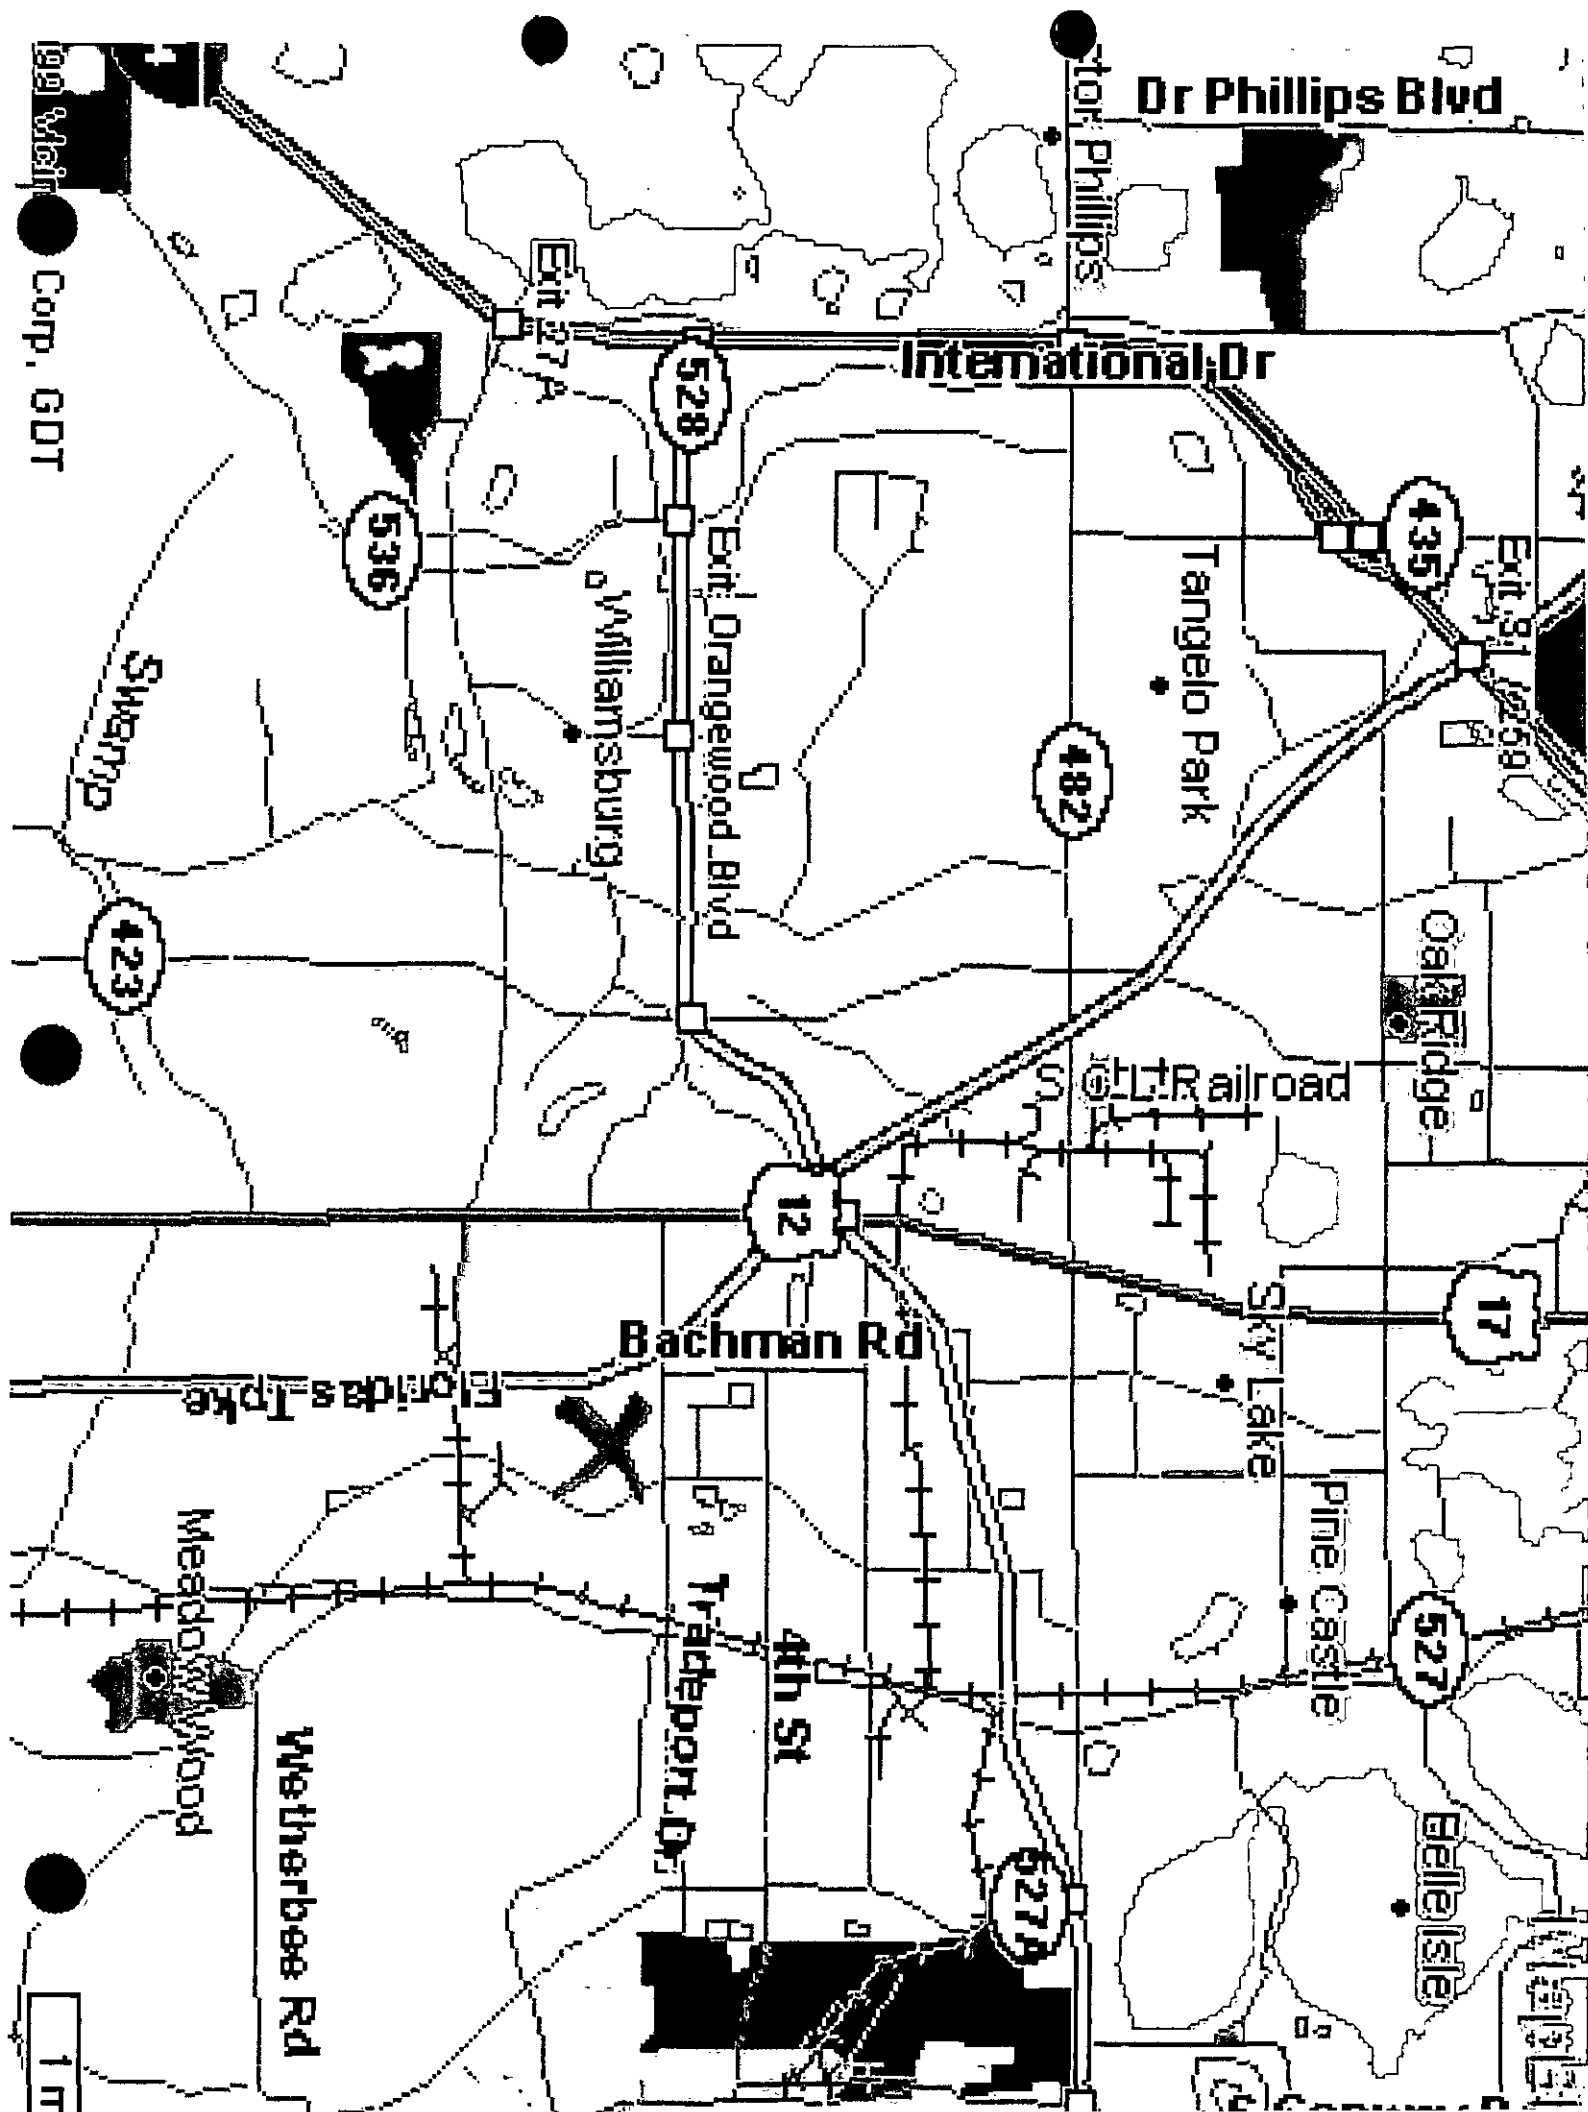 Dr Phillips Blvd
Phillips
Corp. GDT
Exit 27A
International Dr
528
435
536
Exit Orangewood Blvd
Tangelo Park
Williamsburg
Swamp
482
Oak Ridge
423
S C L Railroad
12
17
Sky Lake
Bachman Rd
Floridas Tpke
Pine Castle
Meadow Wood
527
Tradeport Dr
4th St
Wetherbee Rd
Belle Isle
527A
1 m